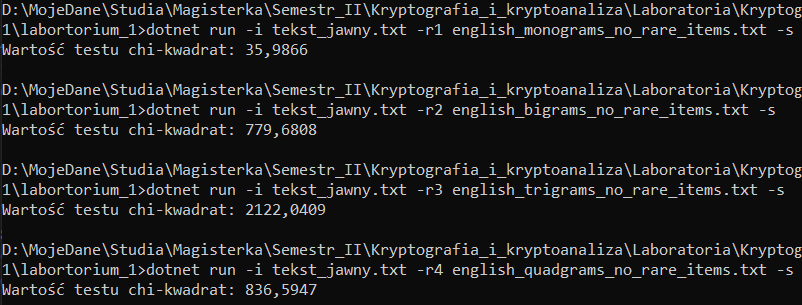 D:\MojeDane\Studia\Magisterka\Semestr_II\Kryptografia_i_kryptoanaliza\Laboratoria\Kryptog
1\labortorium_1>dotnet run -i tekst_jawny.txt -r1 english_monograms_no_rare_items.txt -s
Wartość testu chi-kwadrat: 35,9866
D:\MojeDane\Studia\Magisterka\Semestr_II\Kryptografia_i_kryptoanaliza\Laboratoria\Kryptog
1\labortorium_1>dotnet run -i tekst_jawny.txt -r2 english_bigrams_no_rare_items.txt -s
Wartość testu chi-kwadrat: 779,6808
D:\MojeDane\Studia\Magisterka\Semestr_II\Kryptografia_i_kryptoanaliza\Laboratoria\Kryptog
1\labortorium_1>dotnet run -i tekst_jawny.txt -r3 english_trigrams_no_rare_items.txt -s
Wartość testu chi-kwadrat: 2122,0409
D:\MojeDane\Studia\Magisterka\Semestr_II\Kryptografia_i_kryptoanaliza\Laboratoria\Kryptog
1\labortorium_1>dotnet run -i tekst_jawny.txt -r4 english_quadgrams_no_rare_items.txt -s
Wartość testu chi-kwadrat: 836,5947